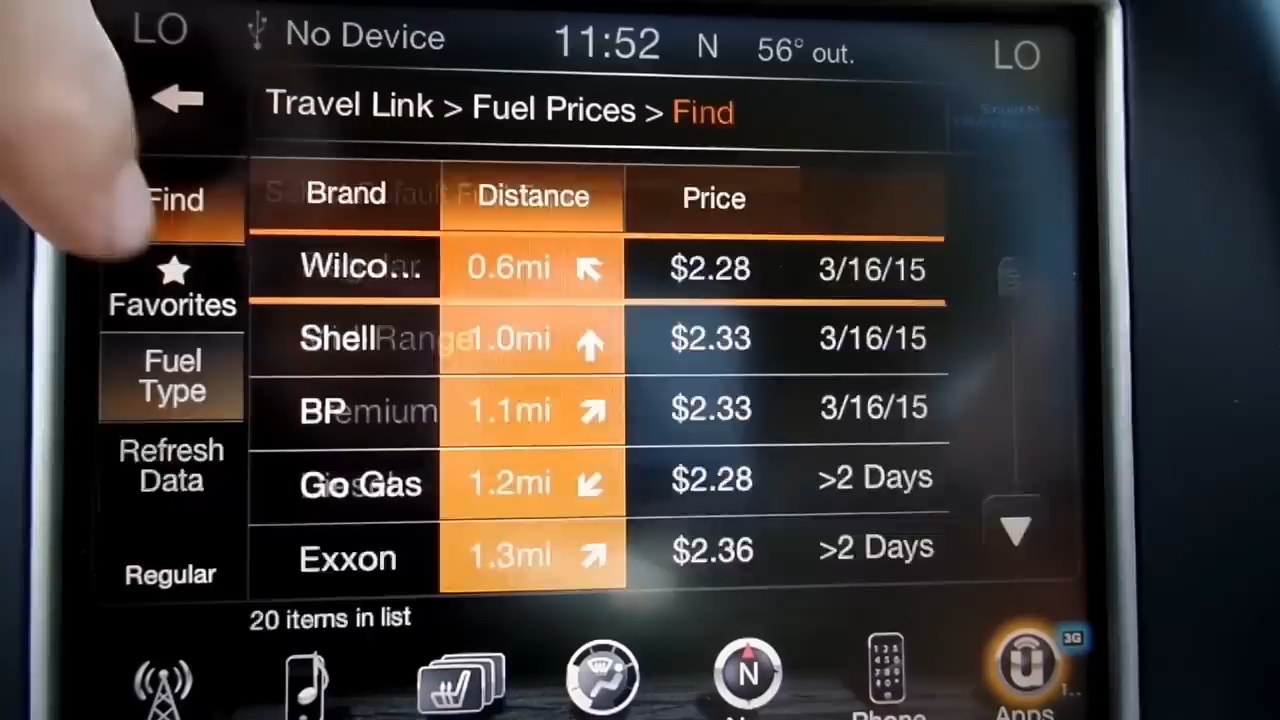 LO No Device 11:52 N 56° out. LO
Travel Link > Fuel Prices > Find
Find Brand Distance Price
Wilco... 0.6mi $2.28 3/16/15
Favorites
Shell 1.0mi $2.33 3/16/15
Fuel
Type
BP 1.1mi $2.33 3/16/15
Refresh
Data
Go Gas 1.2mi $2.28 >2 Days
Exxon 1.3mi $2.36 >2 Days
Regular
20 items in list
N
3G
Phone
Apps